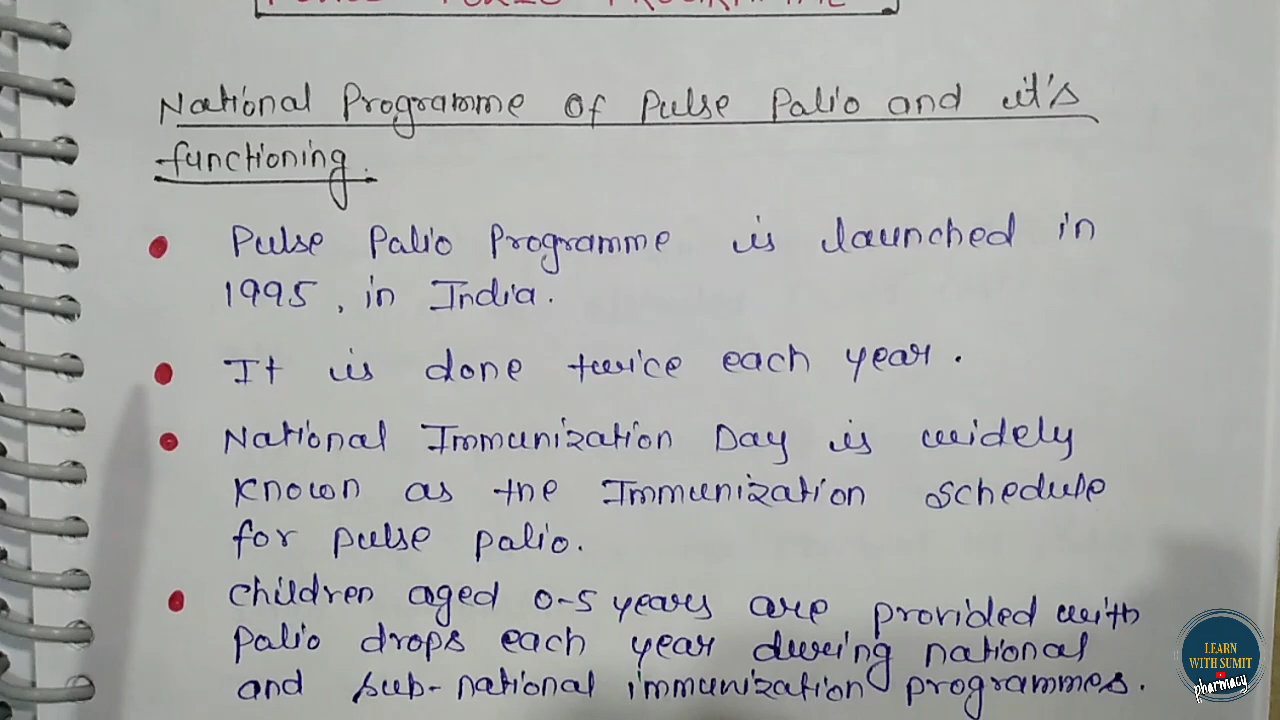 PULSE POLIO PROGRAMME
National Programme of Pulse Palio and it's
functioning.
Pulse Palio Programme is launched in
1995, in India.
It is done twice each year.
National Immunization Day is widely
known as the Immunization schedule
for pulse palio.
children aged 0-5 years are provided with
palio drops each year during national
and sub-national immunization programmes.
LEARN
WITH SUMIT
pharmacy